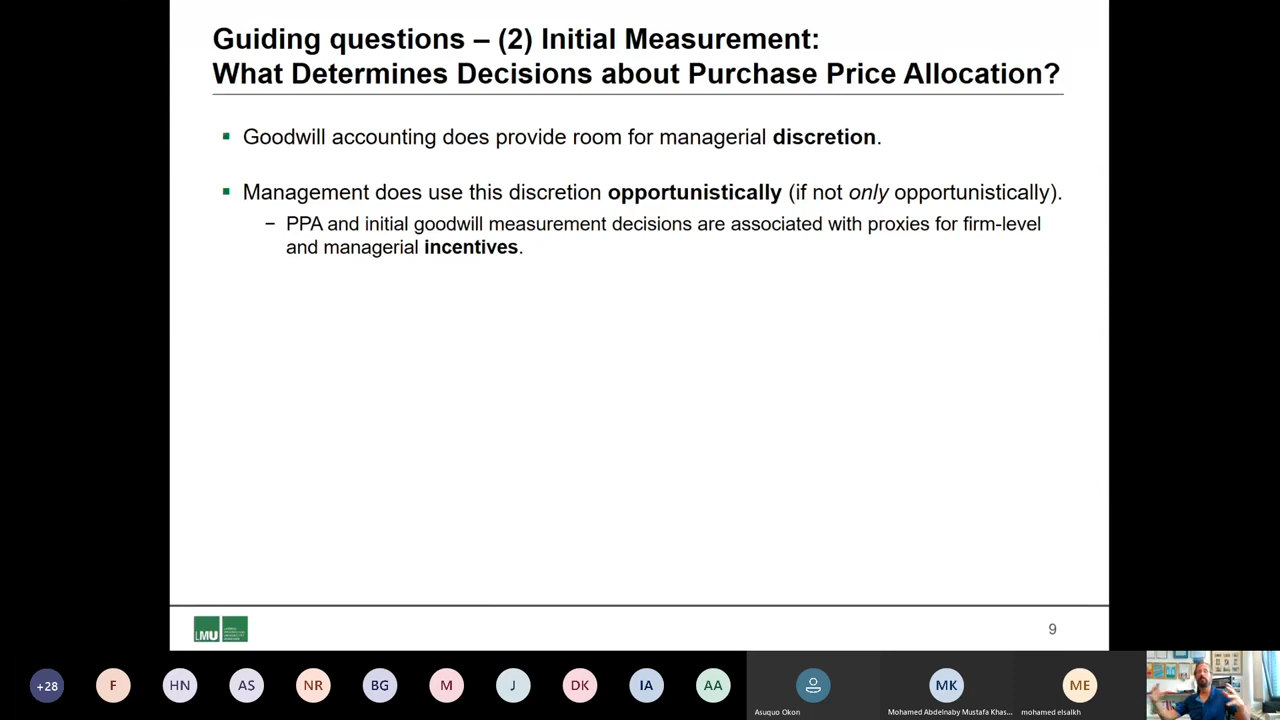 Guiding questions – (2) Initial Measurement:
What Determines Decisions about Purchase Price Allocation?
Goodwill accounting does provide room for managerial discretion.
Management does use this discretion opportunistically (if not only opportunistically).
– PPA and initial goodwill measurement decisions are associated with proxies for firm-level
and managerial incentives.
LMU
9
+28
F
HN
AS
NR
BG
M
J
DK
IA
AA
MK
ME
Asuquo Okon
Mohamed Abdelnaby Mustafa Khas...
mohamed elsalkh